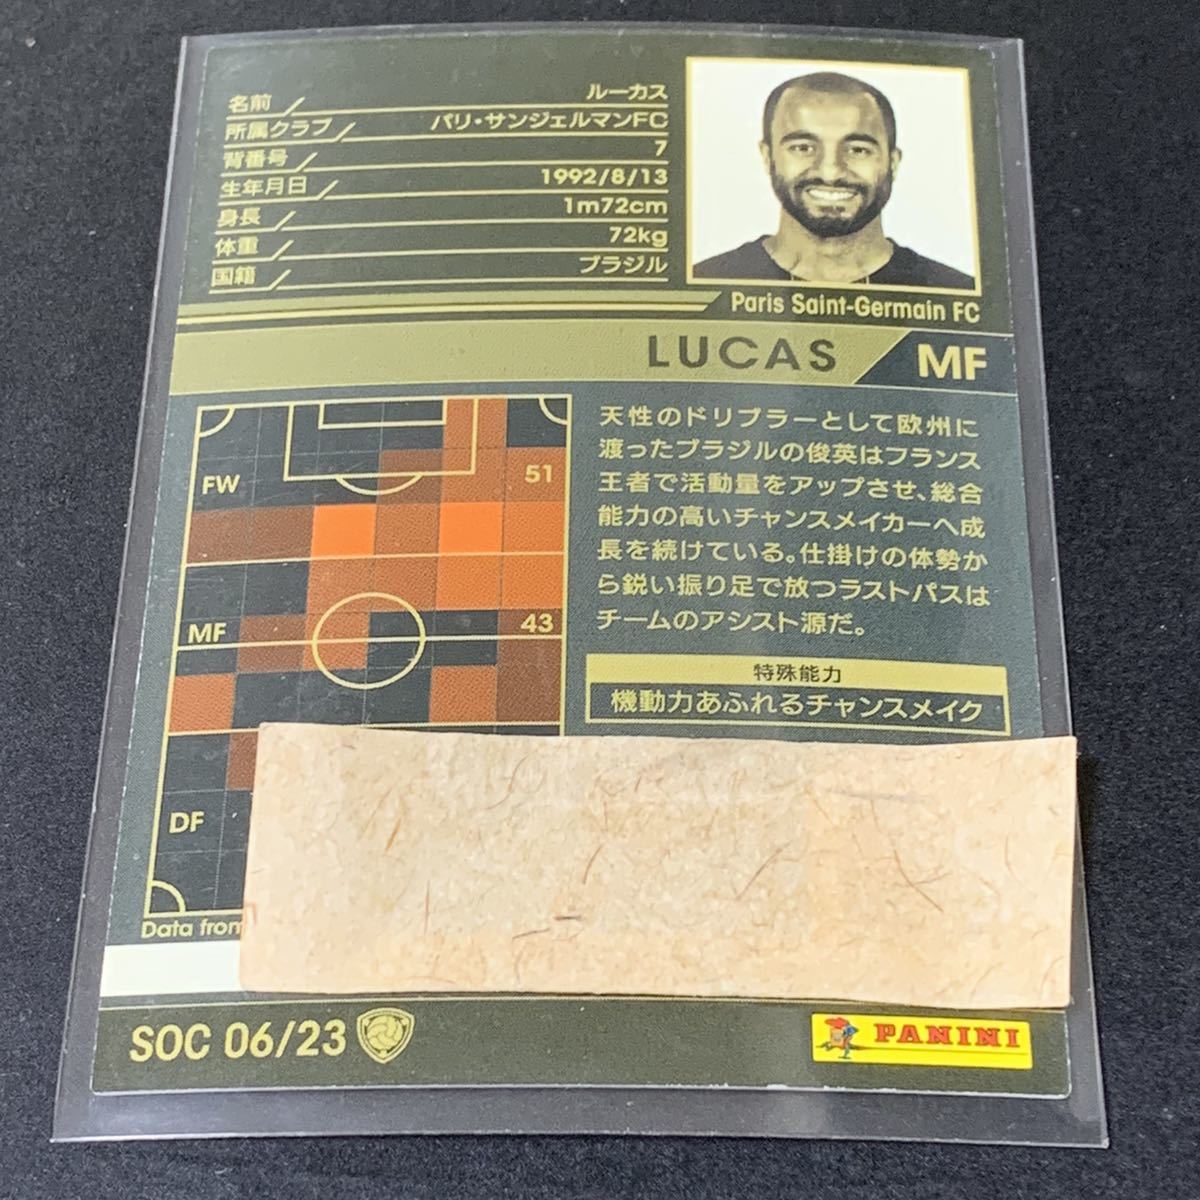 名前 ルーカス
所属クラブ パリ・サンジェルマンFC
背番号 7
生年月日 1992/8/13
身長 1m72cm
体重 72kg
国籍 ブラジル
Paris Saint-Germain FC
LUCAS MF
FW 51
MF 43
DF
Data from
天性のドリブラーとして欧州に
渡ったブラジルの俊英はフランス
王者で活動量をアップさせ、総合
能力の高いチャンスメイカーへ成
長を続けている。仕掛けの体勢か
ら鋭い振り足で放つラストパスは
チームのアシスト源だ。
特殊能力
機動力あふれるチャンスメイク
SOC 06/23
PANINI